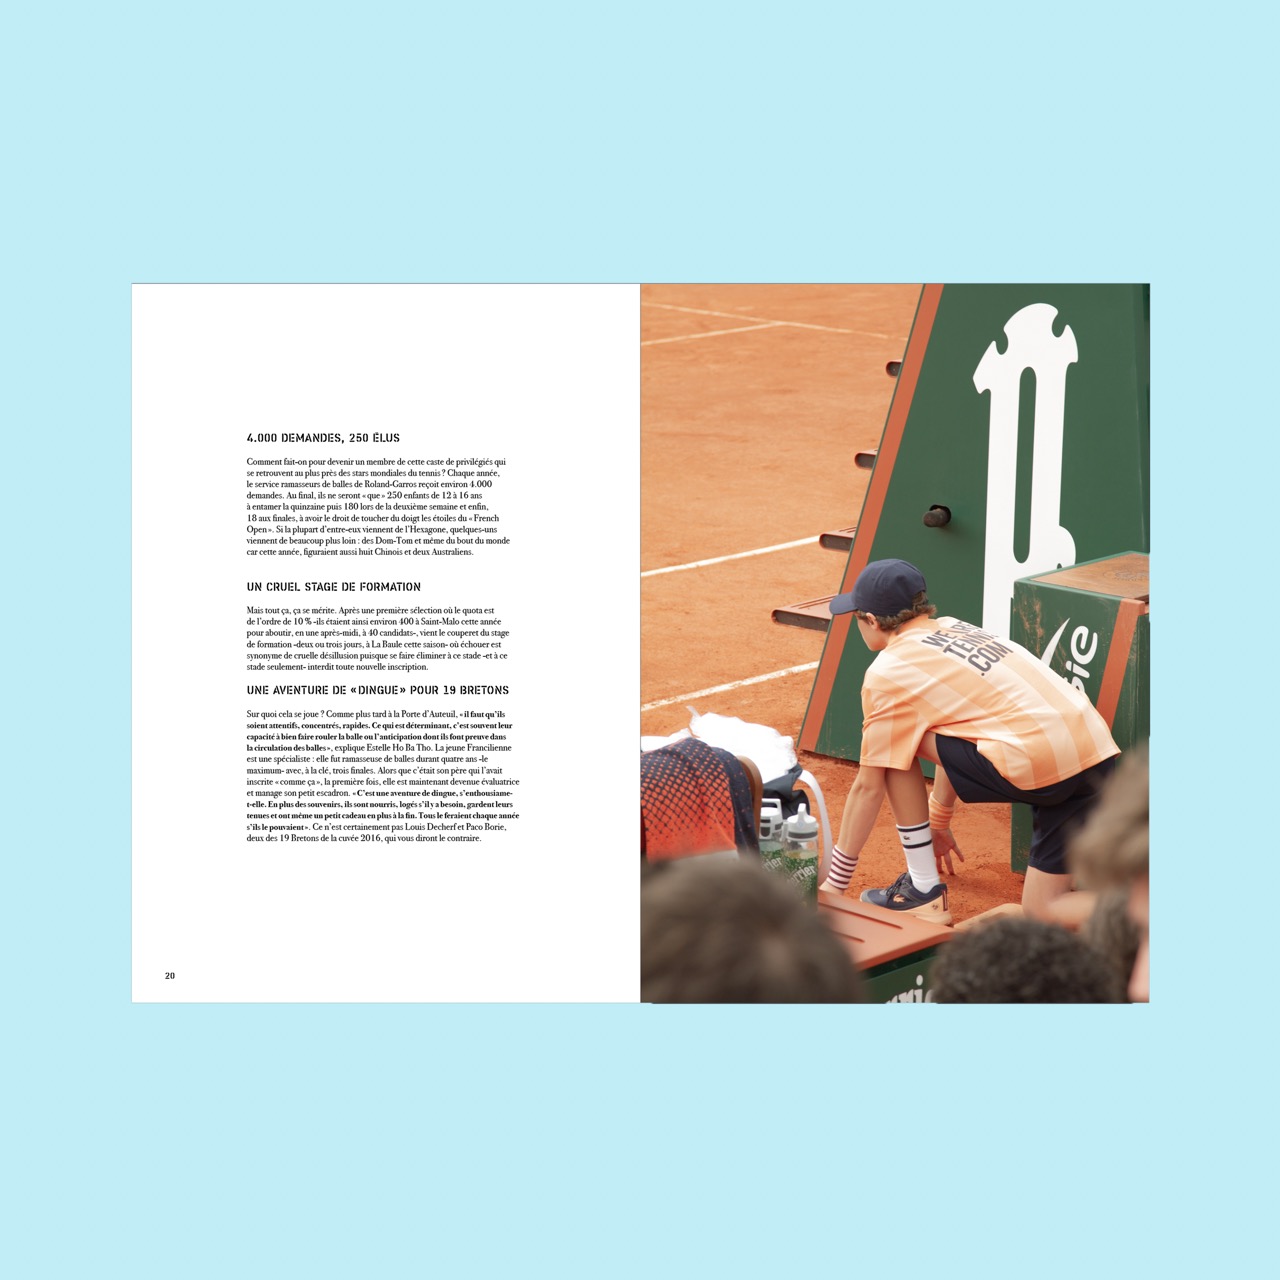 4.000 DEMANDES, 250 ÉLUS
Comment fait-on pour devenir un membre de cette caste de privilégiés qui
se retrouvent au plus près des stars mondiales du tennis ? Chaque année,
le service ramasseurs de balles de Roland-Garros reçoit environ 4.000
demandes. Au final, ils ne seront « que » 250 enfants de 12 à 16 ans
à entamer la quinzaine puis 180 lors de la deuxième semaine et enfin,
18 aux finales, à avoir le droit de toucher du doigt les étoiles du « French
Open ». Si la plupart d'entre-eux viennent de l'Hexagone, quelques-uns
viennent de beaucoup plus loin : des Dom-Tom et même du bout du monde
car cette année, figuraient aussi huit Chinois et deux Australiens.
UN CRUEL STAGE DE FORMATION
Mais tout ça, ça se mérite. Après une première sélection où le quota est
de l'ordre de 10 % -ils étaient ainsi environ 400 à Saint-Malo cette année
pour aboutir, en une après-midi, à 40 candidats-, vient le couperet du stage
de formation -deux ou trois jours, à La Baule cette saison- où échouer est
synonyme de cruelle désillusion puisque se faire éliminer à ce stade -et à ce
stade seulement- interdit toute nouvelle inscription.
UNE AVENTURE DE « DINGUE » POUR 19 BRETONS
Sur quoi cela se joue ? Comme plus tard à la Porte d'Auteuil, « il faut qu'ils
soient attentifs, concentrés, rapides. Ce qui est déterminant, c'est souvent leur
capacité à bien faire rouler la balle ou l'anticipation dont ils font preuve dans
la circulation des balles », explique Estelle Ho Ba Tho. La jeune Francilienne
est une spécialiste : elle fut ramasseuse de balles durant quatre ans -le
maximum- avec, à la clé, trois finales. Alors que c'était son père qui l'avait
inscrite « comme ça », la première fois, elle est maintenant devenue évaluatrice
et manage son petit escadron. « C'est une aventure de dingue, s'enthousiame-
t-elle. En plus des souvenirs, ils sont nourris, logés s'il y a besoin, gardent leurs
tenues et ont même un petit cadeau en plus à la fin. Tous le feraient chaque année
s'ils le pouvaient ». Ce n'est certainement pas Louis Decherf et Paco Borie,
deux des 19 Bretons de la cuvée 2016, qui vous diront le contraire.
20
WE ARE
TENNIS
.COM